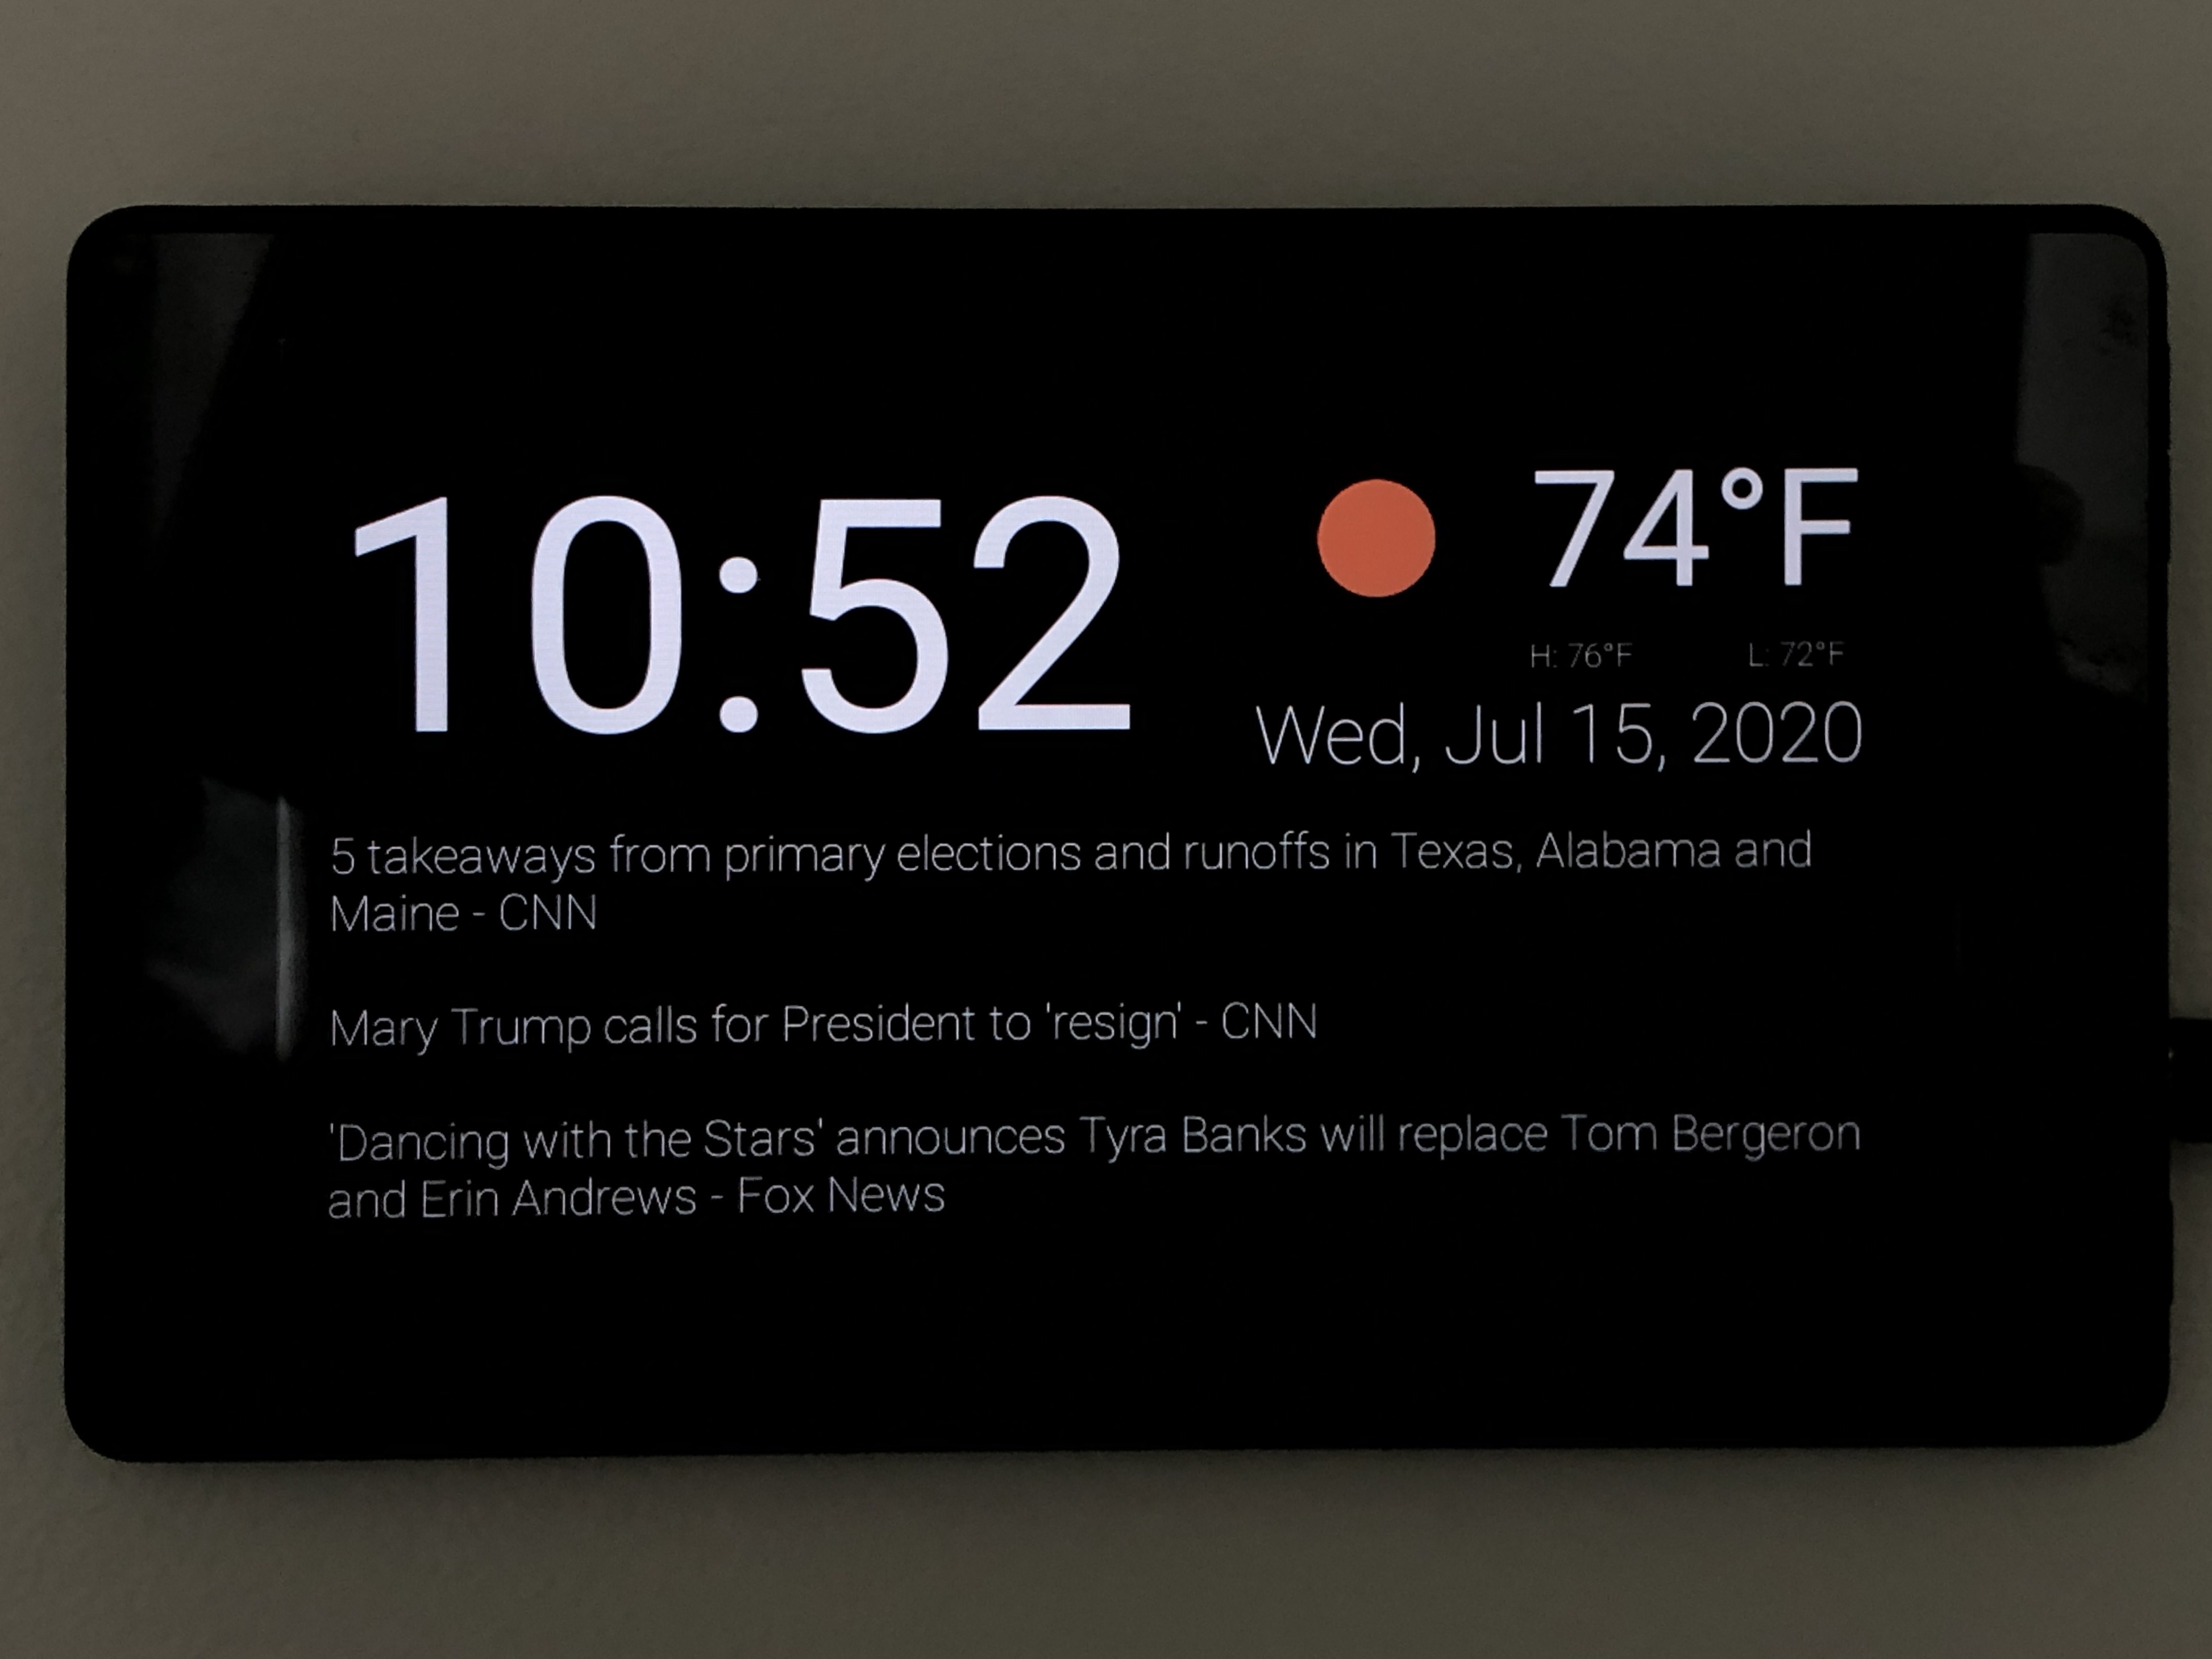 10:52
74°F
H: 76°F L: 72°F
Wed, Jul 15, 2020
5 takeaways from primary elections and runoffs in Texas, Alabama and
Maine - CNN
Mary Trump calls for President to 'resign' - CNN
'Dancing with the Stars' announces Tyra Banks will replace Tom Bergeron
and Erin Andrews - Fox News